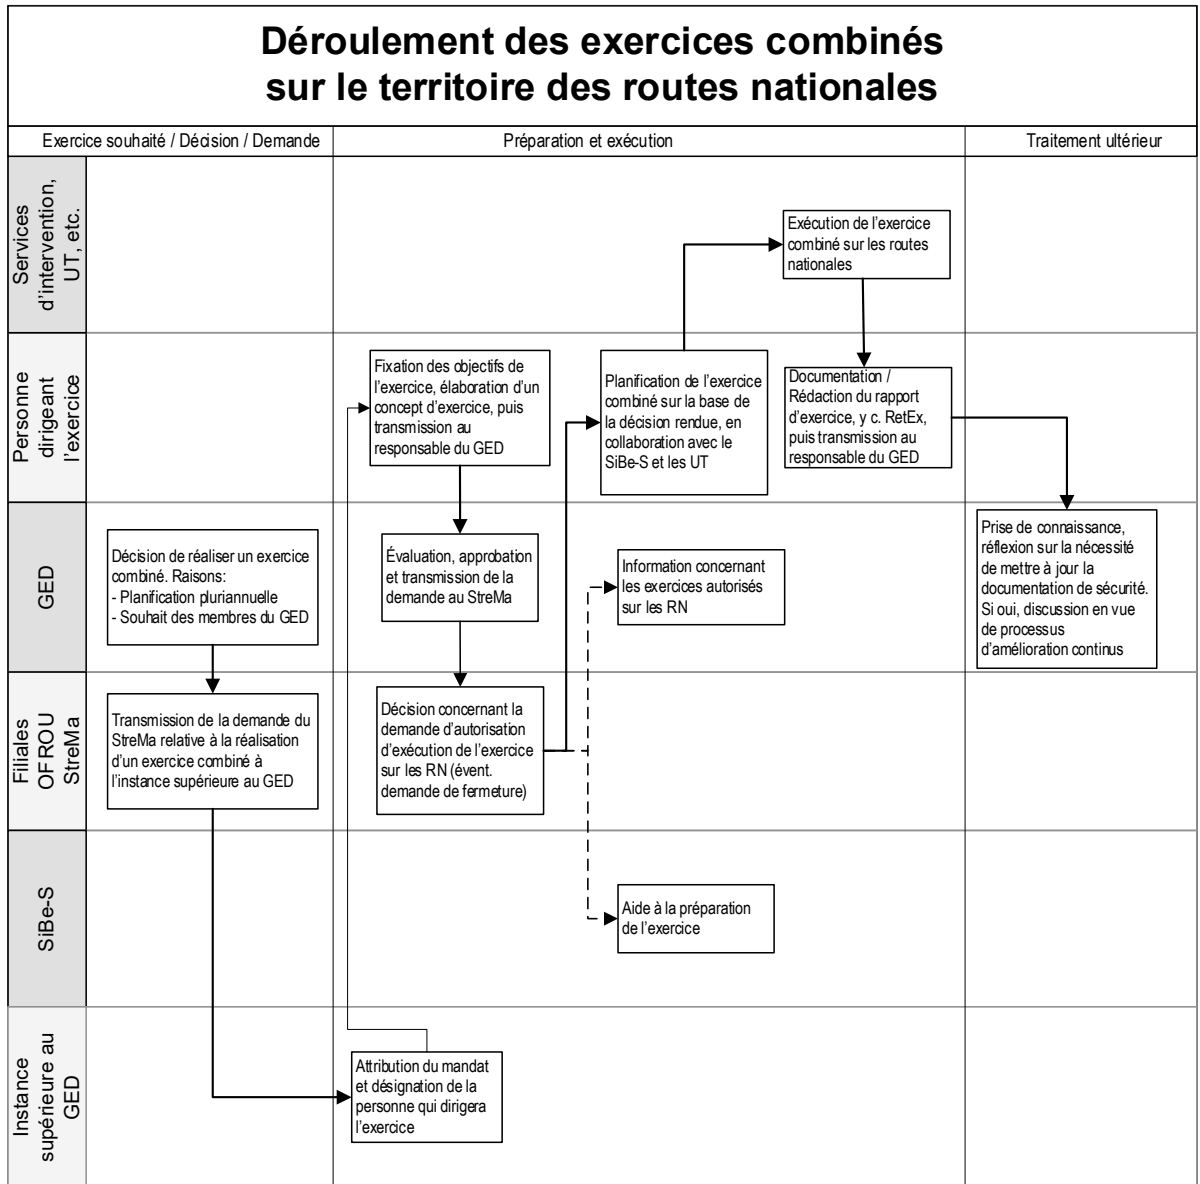 Déroulement des exercices combinés
sur le territoire des routes nationales
Exercice souhaité / Décision / Demande
Préparation et exécution
Traitement ultérieur
Services
d'intervention,
UT, etc.
Exécution de l'exercice
combiné sur les routes
nationales
Personne
dirigeant
l'exercice
Fixation des objectifs de
l'exercice, élaboration d'un
concept d'exercice, puis
transmission au
responsable du GED
Planification de l'exercice
combiné sur la base de
la décision rendue, en
collaboration avec le
SiBe-S et les UT
Documentation /
Rédaction du rapport
d'exercice, y c. RetEx,
puis transmission au
responsable du GED
GED
Décision de réaliser un exercice
combiné. Raisons:
- Planification pluriannuelle
- Souhait des membres du GED
Évaluation, approbation
et transmission de la
demande au StreMa
Information concernant
les exercices autorisés
sur les RN
Prise de connaissance,
réflexion sur la nécessité
de mettre à jour la
documentation de sécurité.
Si oui, discussion en vue
de processus
d'amélioration continus
Filiales
OFROU
StreMa
Transmission de la demande du
StreMa relative à la réalisation
d'un exercice combiné à
l'instance supérieure au GED
Décision concernant la
demande d'autorisation
d'exécution de l'exercice
sur les RN (évent.
demande de fermeture)
SiBe-S
Aide à la préparation
de l'exercice
Instance
supérieure au
GED
Attribution du mandat
et désignation de la
personne qui dirigera
l'exercice